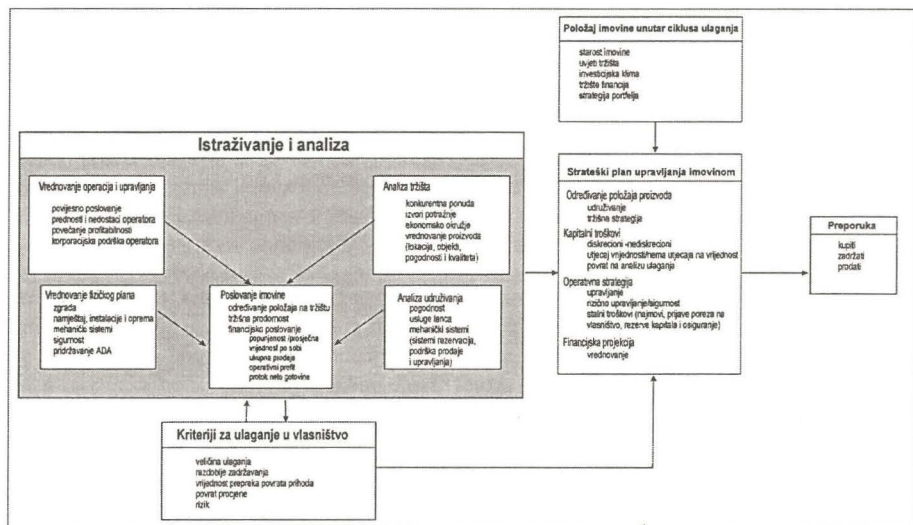 Položaj imovine unutar ciklusa ulaganja
starost imovine
uvjeti tržišta
investicijska klima
tržište financija
strategija portfelja
Istraživanje i analiza
Vrednovanje operacija i upravljanja
povijesno poslovanje
prednosti i nedostaci operatora
povećanje profitabilnosti
korporacijska podrška operatora
Analiza tržišta
konkurentna ponuda
izvori potražnje
ekonomsko okružje
vrednovanje proizvoda
(lokacija, objekti,
pogodnosti i kvaliteta)
Vrednovanje fizičkog plana
zgrada
namještaj, instalacije i oprema
mehanički sistemi
sigurnost
pridržavanje ADA
Poslovanje imovine
određivanje položaja na tržištu
tržišna prodornost
financijsko poslovanje
popunjenost /prosječna
vrijednost po sobi
ukupna prodaja
operativni profit
protok neto gotovine
Analiza udruživanja
pogodnost
usluge lanca
mehanički sistemi
(sistemi rezervacija,
podrška prodaje
i upravljanja)
Kriteriji za ulaganje u vlasništvo
veličina ulaganja
razdoblje zadržavanja
vrijednost prepreka povrata prihoda
povrat procjene
rizik
Strateški plan upravljanja imovinom
Određivanje položaja proizvoda
udruživanje
tržišna strategija
Kapitalni troškovi
diskrecioni -nediskrecioni
utjecaj vrijednosti/nema utjecaja na vrijednost
povrat na analizu ulaganja
Operativna strategija
upravljanje
rizično upravljanje/sigurnost
stalni troškovi (najmovi, prijave poreza na
vlasništvo, rezerve kapitala i osiguranje)
Financijska projekcija
vrednovanje
Preporuka
kupiti
zadržati
prodati